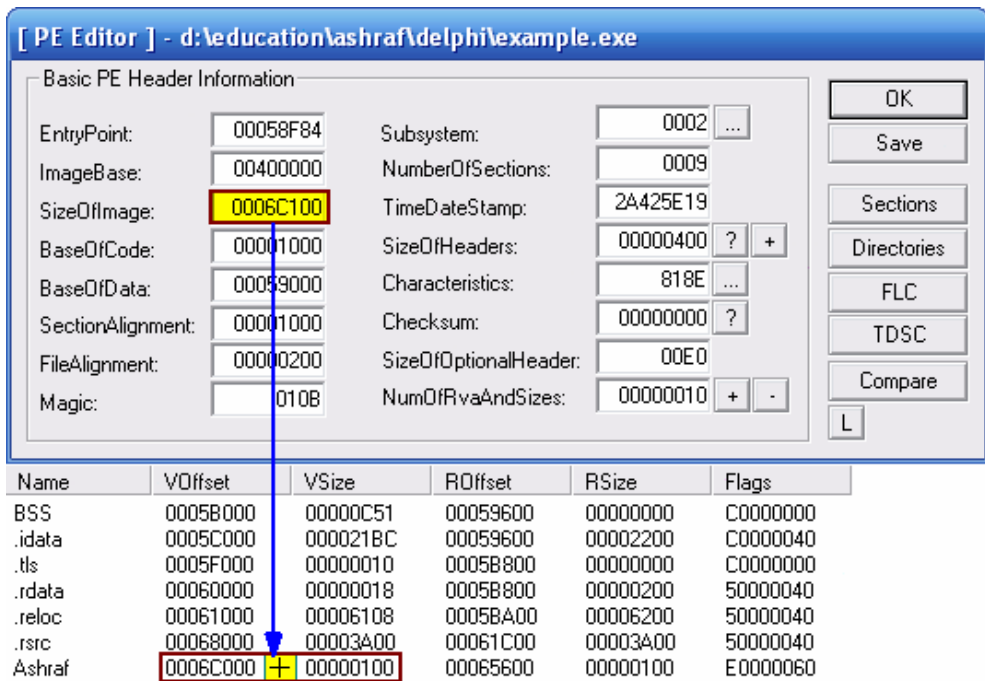 [ PE Editor ] - d:\education\ashraf\delphi\example.exe
Basic PE Header Information
EntryPoint: 00058F84 Subsystem: 0002 ... OK
ImageBase: 00400000 NumberOfSections: 0009 Save
SizeOfImage: 0006C100 TimeDateStamp: 2A425E19 Sections
BaseOfCode: 00001000 SizeOfHeaders: 00000400 ? + Directories
BaseOfData: 00059000 Characteristics: 818E ... FLC
SectionAlignment: 00001000 Checksum: 00000000 ? TDSC
FileAlignment: 00000200 SizeOfOptionalHeader: 00E0 Compare
Magic: 010B NumOfRvaAndSizes: 00000010 + - L
Name VOffset VSize ROffset RSize Flags
BSS 0005B000 00000C51 00059600 00000000 C0000000
.idata 0005C000 000021BC 00059600 00002200 C0000040
.tls 0005F000 00000010 0005B800 00000000 C0000000
.rdata 00060000 00000018 0005B800 00000200 50000040
.reloc 00061000 00006108 0005BA00 00006200 50000040
.rsrc 00068000 00003A00 00061C00 00003A00 50000040
Ashraf 0006C000 + 00000100 00065600 00000100 E0000060